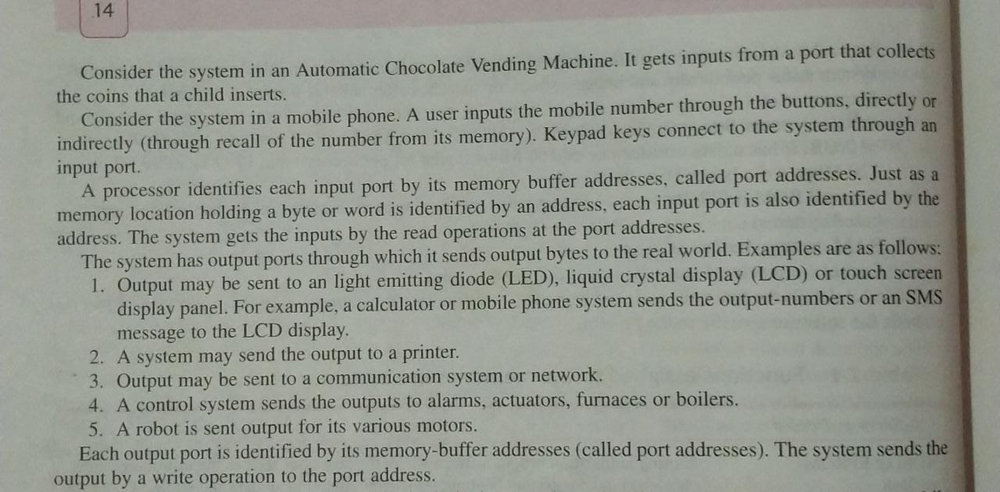 14
Consider the system in an Automatic Chocolate Vending Machine. It gets inputs from a port that collects
the coins that a child inserts.
Consider the system in a mobile phone. A user inputs the mobile number through the buttons, directly or
indirectly (through recall of the number from its memory). Keypad keys connect to the system through an
input port.
A processor identifies each input port by its memory buffer addresses, called port addresses. Just as a
memory location holding a byte or word is identified by an address, each input port is also identified by the
address. The system gets the inputs by the read operations at the port addresses.
The system has output ports through which it sends output bytes to the real world. Examples are as follows:
1. Output may be sent to an light emitting diode (LED), liquid crystal display (LCD) or touch screen
display panel. For example, a calculator or mobile phone system sends the output-numbers or an SMS
message to the LCD display.
2. A system may send the output to a printer.
3. Output may be sent to a communication system or network.
4. A control system sends the outputs to alarms, actuators, furnaces or boilers.
5. A robot is sent output for its various motors.
Each output port is identified by its memory-buffer addresses (called port addresses). The system sends the
output by a write operation to the port address.